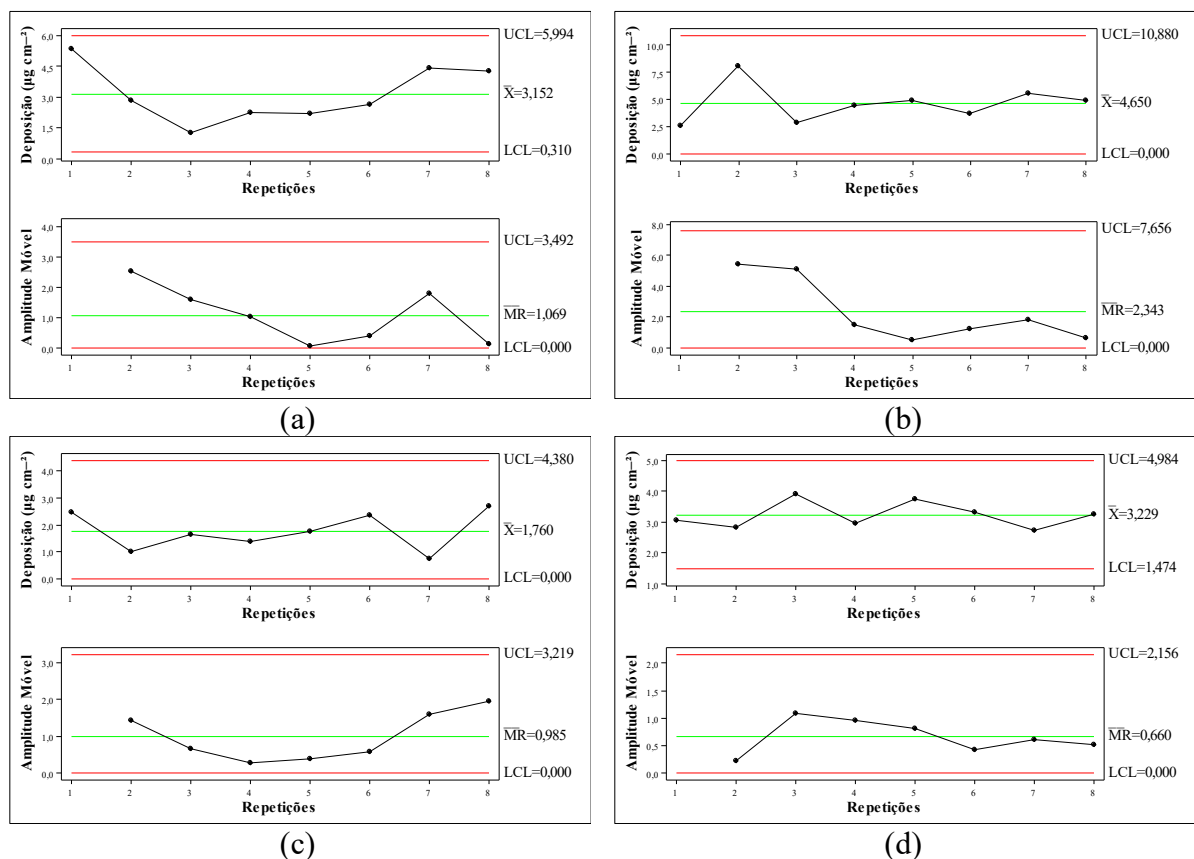 Deposição (µg cm⁻²)
6,0
4,5
3,0
1,5
0,0
UCL=5,994
X̅=3,152
LCL=0,310
1 2 3 4 5 6 7 8
Repetições
Amplitude Móvel
4,0
3,0
2,0
1,0
0,0
UCL=3,492
M̅R̅=1,069
LCL=0,000
1 2 3 4 5 6 7 8
Repetições
(a)
Deposição (µg cm⁻²)
10,0
7,5
5,0
2,5
0,0
UCL=10,880
X̅=4,650
LCL=0,000
1 2 3 4 5 6 7 8
Repetições
Amplitude Móvel
8,0
6,0
4,0
2,0
0,0
UCL=7,656
M̅R̅=2,343
LCL=0,000
1 2 3 4 5 6 7 8
Repetições
(b)
Deposição (µg cm⁻²)
4,0
3,0
2,0
1,0
0,0
UCL=4,380
X̅=1,760
LCL=0,000
1 2 3 4 5 6 7 8
Repetições
Amplitude Móvel
3,0
2,0
1,0
0,0
UCL=3,219
M̅R̅=0,985
LCL=0,000
1 2 3 4 5 6 7 8
Repetições
(c)
Deposição (µg cm⁻²)
5,0
4,0
3,0
2,0
1,0
UCL=4,984
X̅=3,229
LCL=1,474
1 2 3 4 5 6 7 8
Repetições
Amplitude Móvel
2,0
1,5
1,0
0,5
0,0
UCL=2,156
M̅R̅=0,660
LCL=0,000
1 2 3 4 5 6 7 8
Repetições
(d)